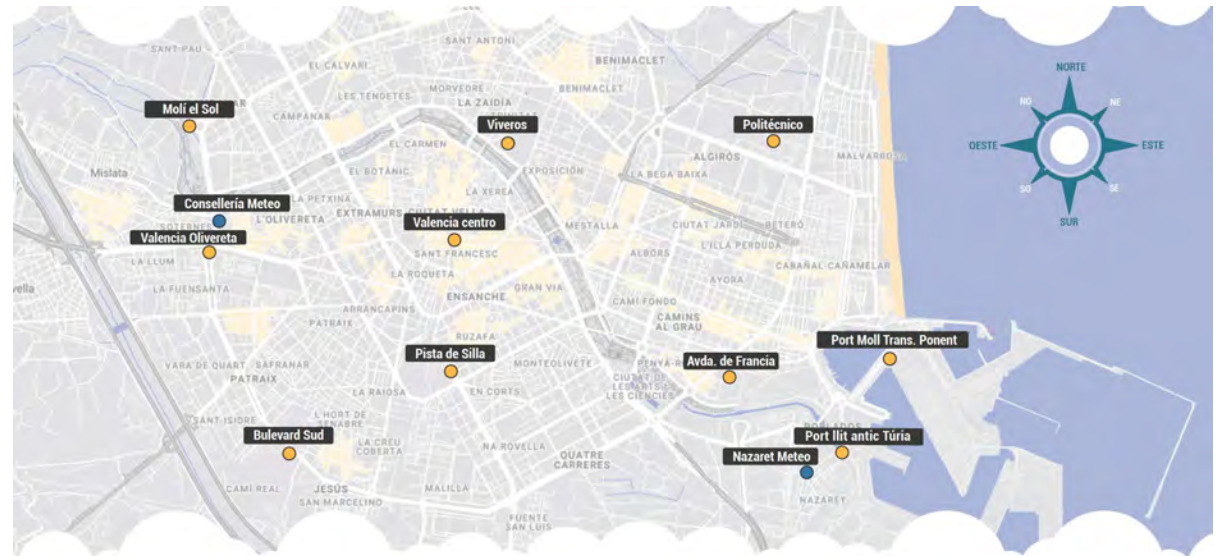 SANT PAU
SANT ANTONI
BENIMACLET
EL CALVARI
MORVEDRE
BENIMACLET
LES TENDETES
LA ZAIDIA
Molí el Sol
CAMPANAR
Viveros
Politécnico
EL CARMEN
ALGIRÓS
MALVARROSA
Mislata
EL BOTÀNIC
EXPOSICIÓN
LA BEGA BAIXA
Consellería Meteo
LA PETXINA
LA XEREA
L'OLIVERETA
EXTRAMURS
CIUTAT VELLA
Valencia centro
MESTALLA
CIUTAT JARDÍ
BETERÓ
Valencia Olivereta
L'ILLA PERDUDA
LA LLUM
SANT FRANCESC
ALBORS
CABAÑAL-CAÑAMELAR
LA ROQUETA
AYORA
LA FUENSANTA
GRAN VIA
ENSANCHE
CAMÍ FONDO
ARRANCAPINS
PATRAIX
CAMINS
AL GRAU
RUZAFA
Port Moll Trans. Ponent
Pista de Silla
MONTEOLIVETE
Avda. de Francia
VARA DE QUART
SAFRANAR
PATRAIX
CIUTAT DE
LES ARTS I
LES CIÈNCIES
LA RAIOSA
EN CORTS
SANT ISIDRE
L'HORT DE
SENABRE
POBLADOS
Bulevard Sud
LA CREU
COBERTA
NA ROVELLA
Port llit antic Túria
QUATRE
CARRERES
Nazaret Meteo
CAMÍ REAL
JESÚS
MALILLA
SAN MARCELINO
NAZARET
FUENTE
SAN LUIS
NORTE
NO
NE
OESTE
ESTE
SO
SE
SUR